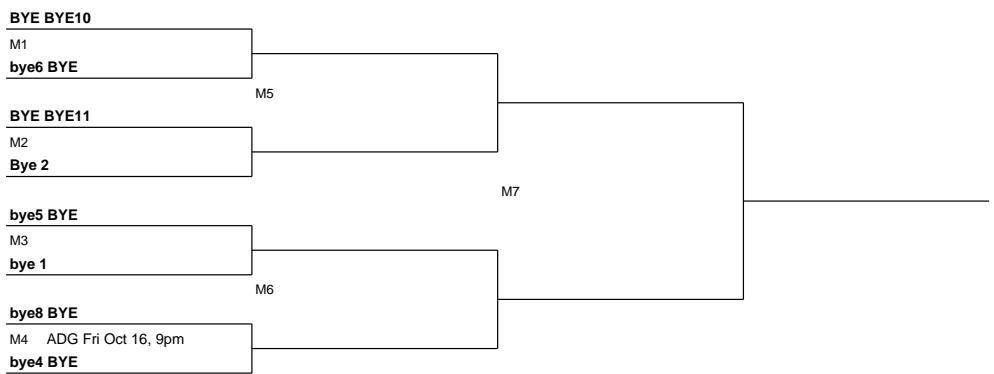 BYE BYE10
M1
bye6 BYE
M5
BYE BYE11
M2
Bye 2
M7
bye5 BYE
M3
bye 1
M6
bye8 BYE
M4 ADG Fri Oct 16, 9pm
bye4 BYE